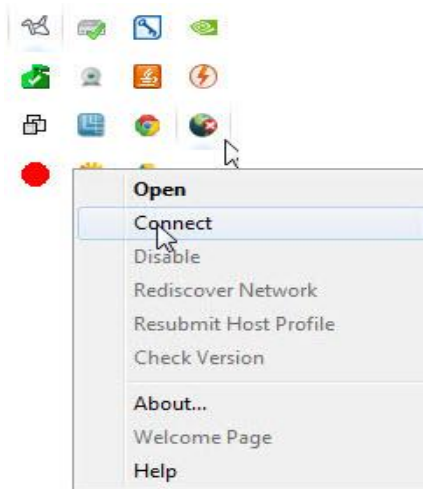 Open
Connect
Disable
Rediscover Network
Resubmit Host Profile
Check Version
About...
Welcome Page
Help